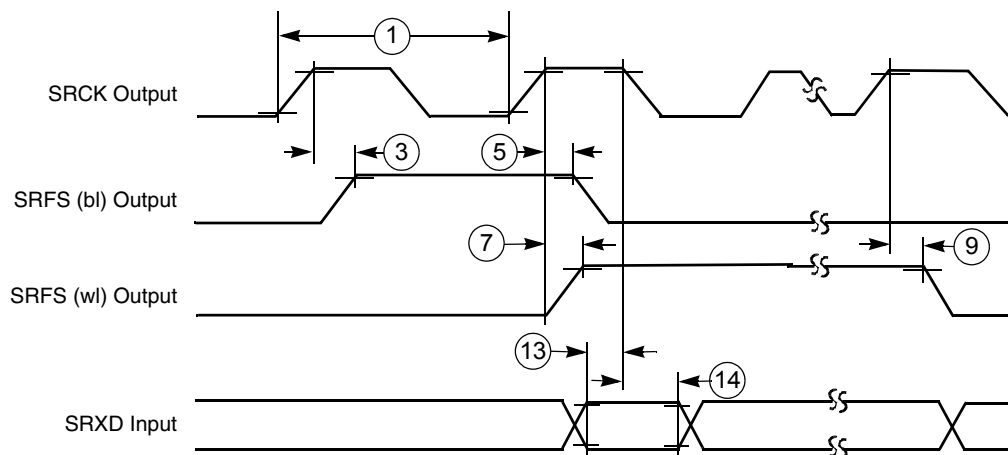 1
SRCK Output
3
5
SRFS (bl) Output
7
9
SRFS (wl) Output
13
14
SRXD Input